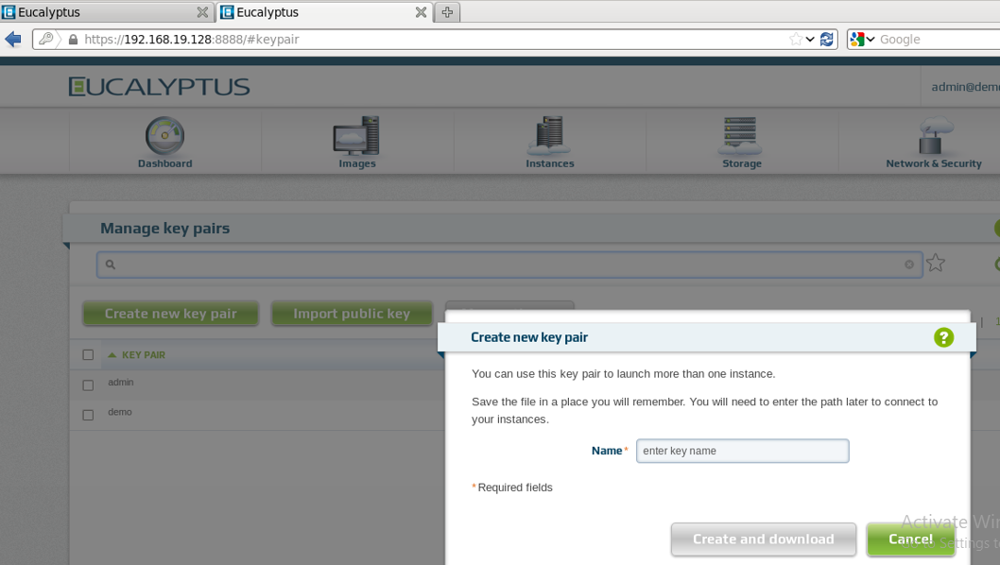 Eucalyptus
Eucalyptus
https://192.168.19.128:8888/#keypair
Google
EUCALYPTUS
admin@demo
Dashboard
Images
Instances
Storage
Network & Security
Manage key pairs
Create new key pair
Import public key
KEY PAIR
admin
demo
Create new key pair
?
You can use this key pair to launch more than one instance.
Save the file in a place you will remember. You will need to enter the path later to connect to
your instances.
Name *
enter key name
* Required fields
Create and download
Cancel
Activate Win
Settings to